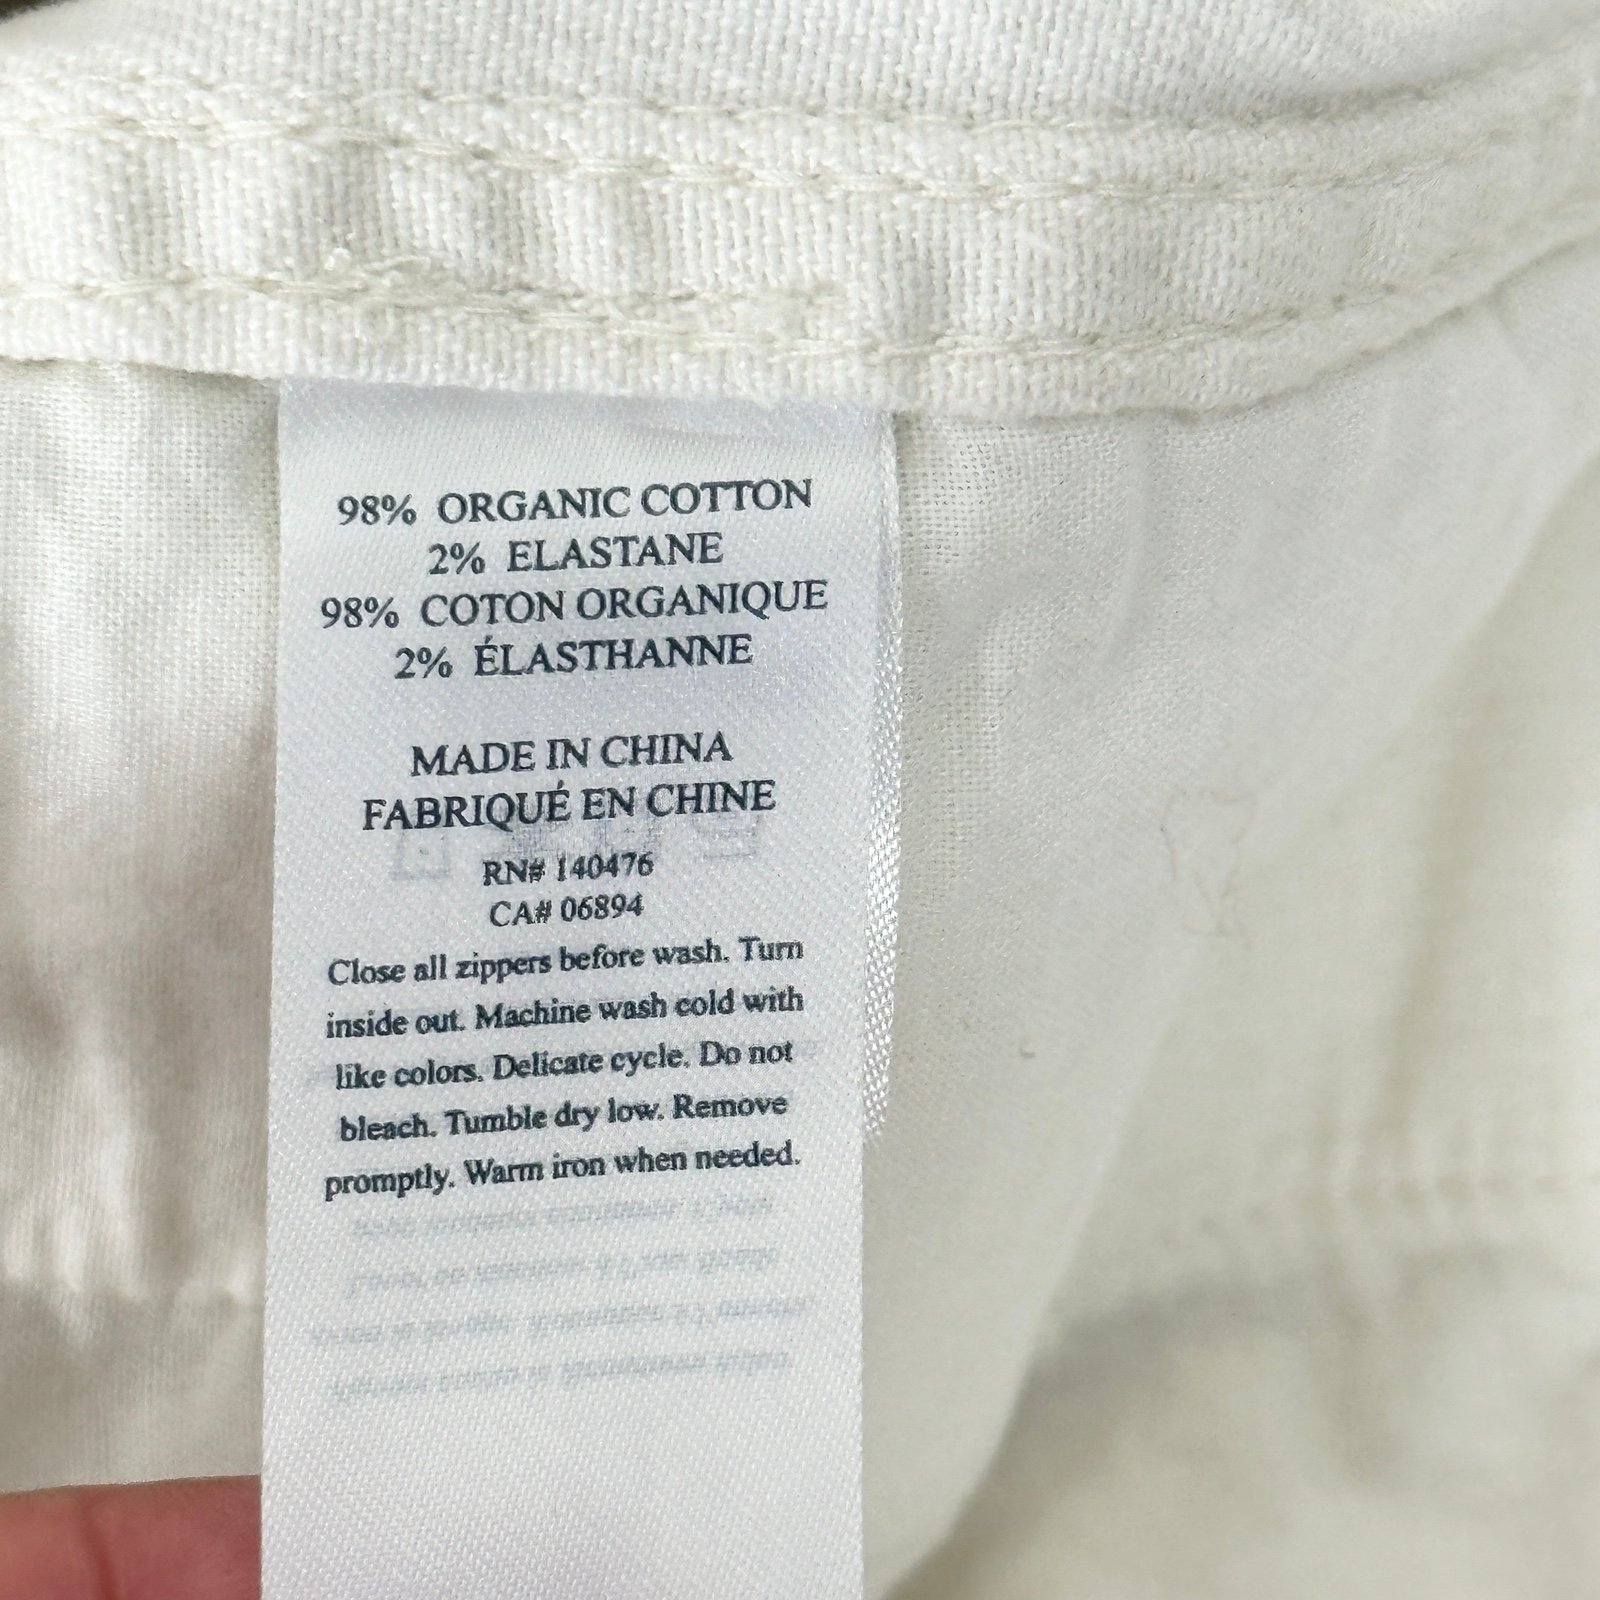 98% ORGANIC COTTON
2% ELASTANE
98% COTON ORGANIQUE
2% ÉLASTHANNE
MADE IN CHINA
FABRIQUÉ EN CHINE
RN# 140476
CA# 06894
Close all zippers before wash. Turn
inside out. Machine wash cold with
like colors. Delicate cycle. Do not
bleach. Tumble dry low. Remove
promptly. Warm iron when needed.